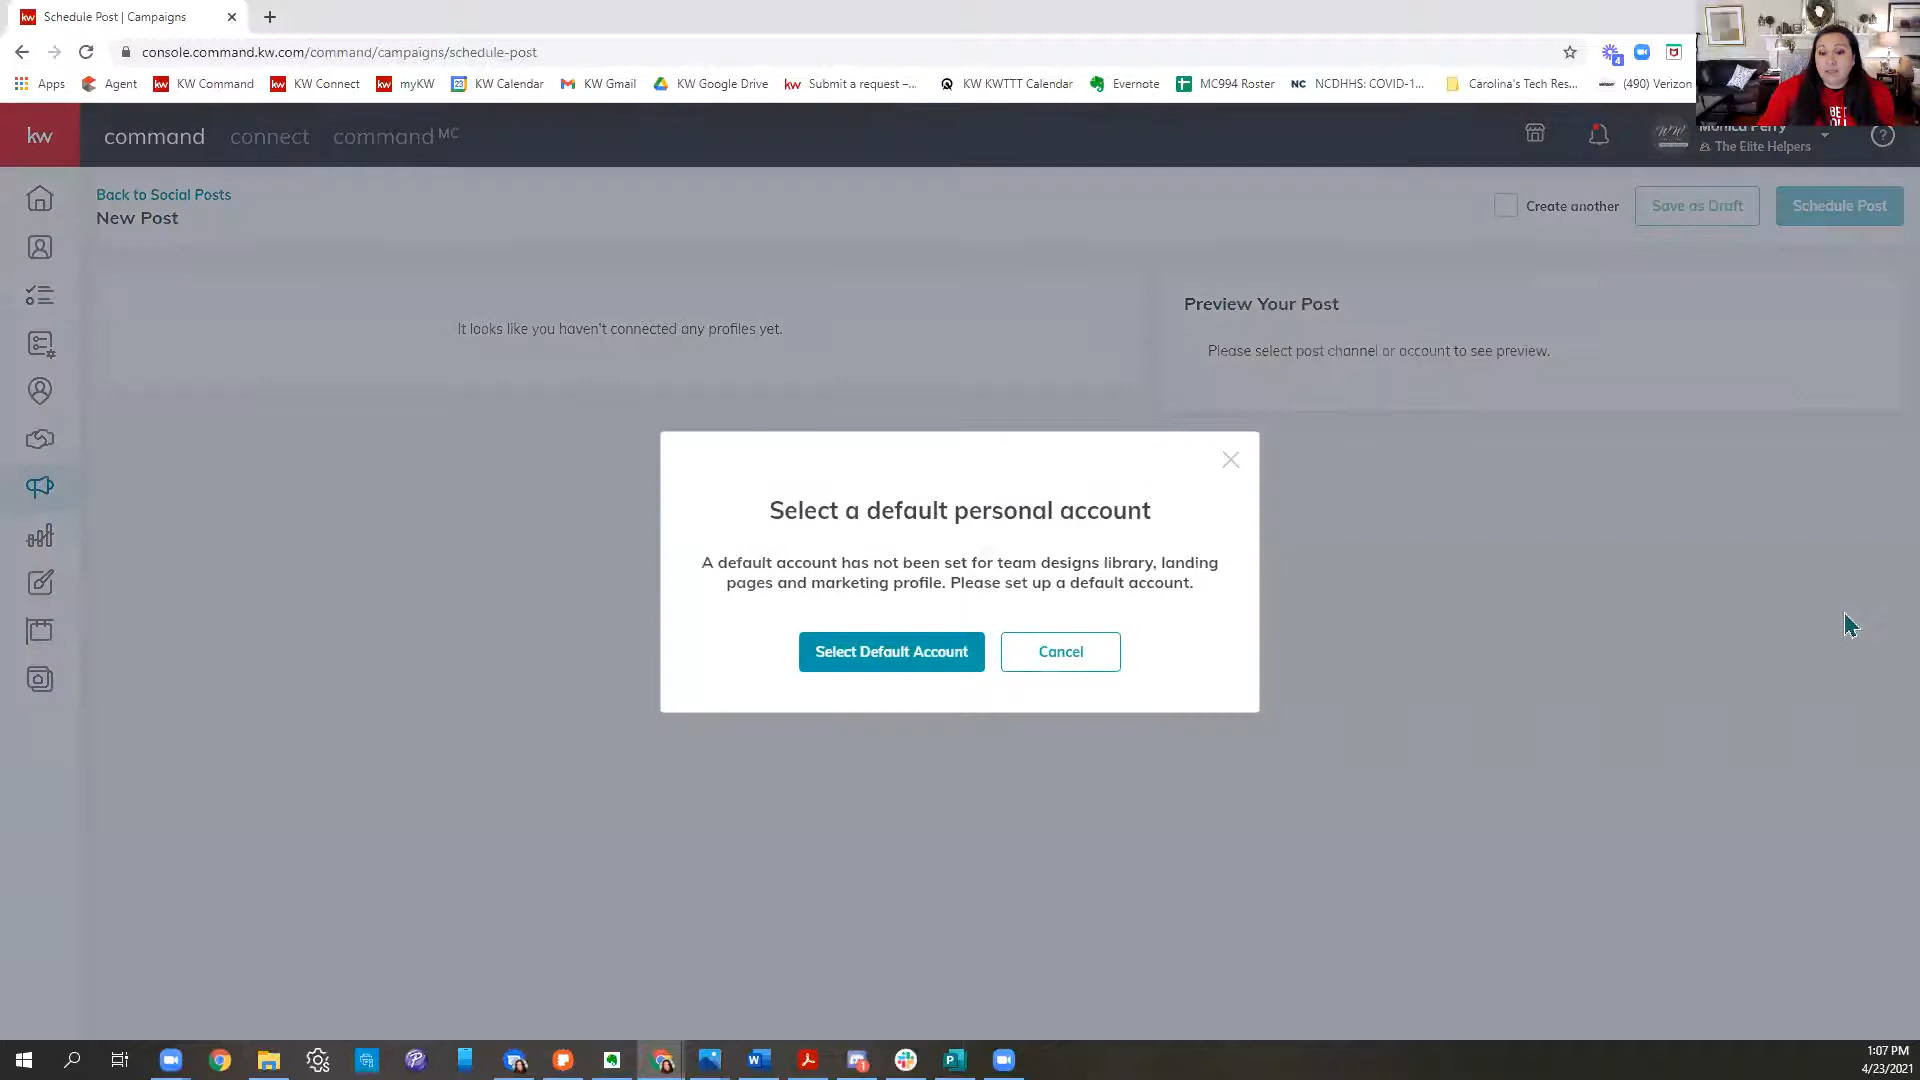 Schedule Post | Campaigns
console.command.kw.com/command/campaigns/schedule-post
Apps Agent KW Command KW Connect myKW KW Calendar KW Gmail KW Google Drive Submit a request –... KW KWTTT Calendar Evernote MC994 Roster NCDHHS: COVID-1... Carolina's Tech Res... (490) Verizon
kw command connect command MC
Monica Perry
The Elite Helpers
Back to Social Posts
New Post
Create another Save as Draft Schedule Post
It looks like you haven't connected any profiles yet.
Preview Your Post
Please select post channel or account to see preview.
Select a default personal account
A default account has not been set for team designs library, landing
pages and marketing profile. Please set up a default account.
Select Default Account Cancel
1:07 PM
4/23/2021